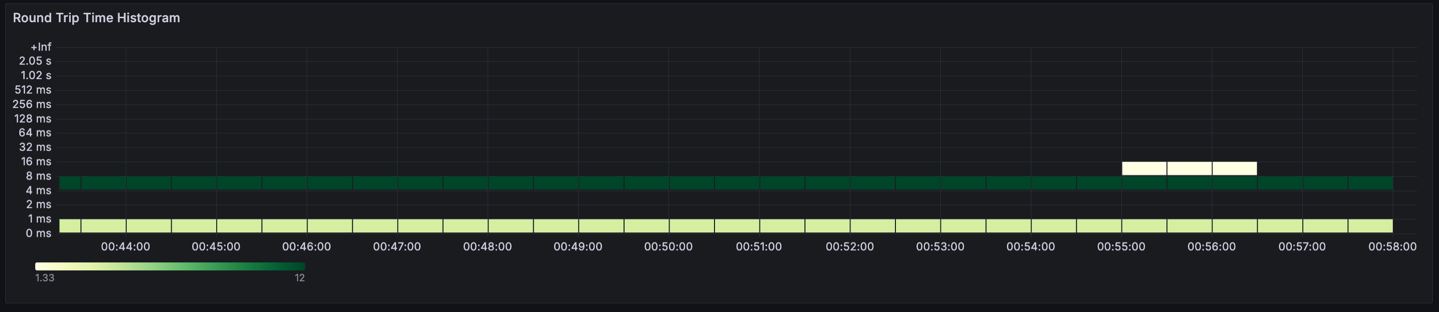 Round Trip Time Histogram
+Inf
2.05 s
1.02 s
512 ms
256 ms
128 ms
64 ms
32 ms
16 ms
8 ms
4 ms
2 ms
1 ms
0 ms
00:44:00 00:45:00 00:46:00 00:47:00 00:48:00 00:49:00 00:50:00 00:51:00 00:52:00 00:53:00 00:54:00 00:55:00 00:56:00 00:57:00 00:58:00
1.33 12